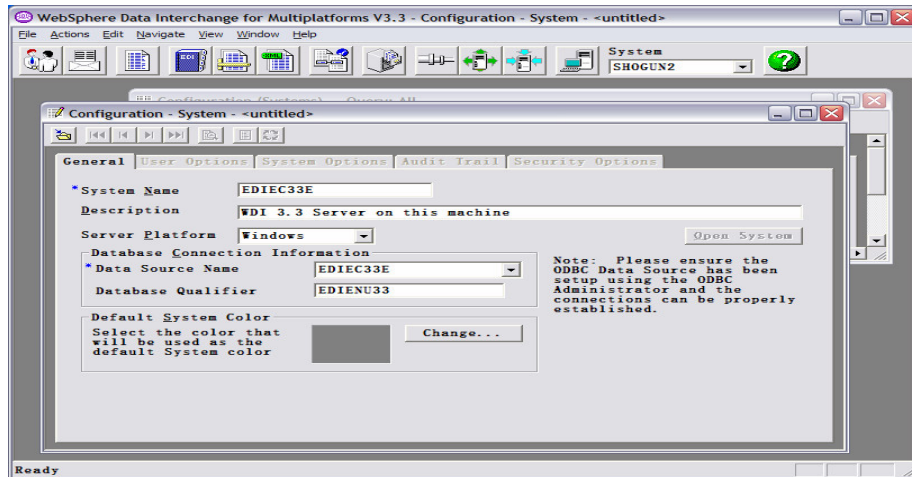 WebSphere Data Interchange for Multiplatforms V3.3 - Configuration - System - <untitled>
File Actions Edit Navigate View Window Help
System
EDI
SHOGUN2
Configuration (Systems) Query: All
Configuration - System - <untitled>
General User Options System Options Audit Trail Security Options
*System Name EDIEC33E
Description WDI 3.3 Server on this machine
Server Platform Windows Open System
Database Connection Information
*Data Source Name EDIEC33E
Database Qualifier EDIENU33
Note: Please ensure the
ODBC Data Source has been
setup using the ODBC
Administrator and the
connections can be properly
established.
Default System Color
Select the color that
will be used as the
default System color
Change...
Ready